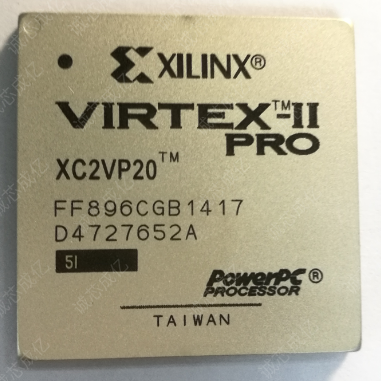 XILINX®
VIRTEX™-II
PRO
XC2VP20™
FF896CGB1417
D4727652A
5I
PowerPC®
PROCESSOR
TAIWAN